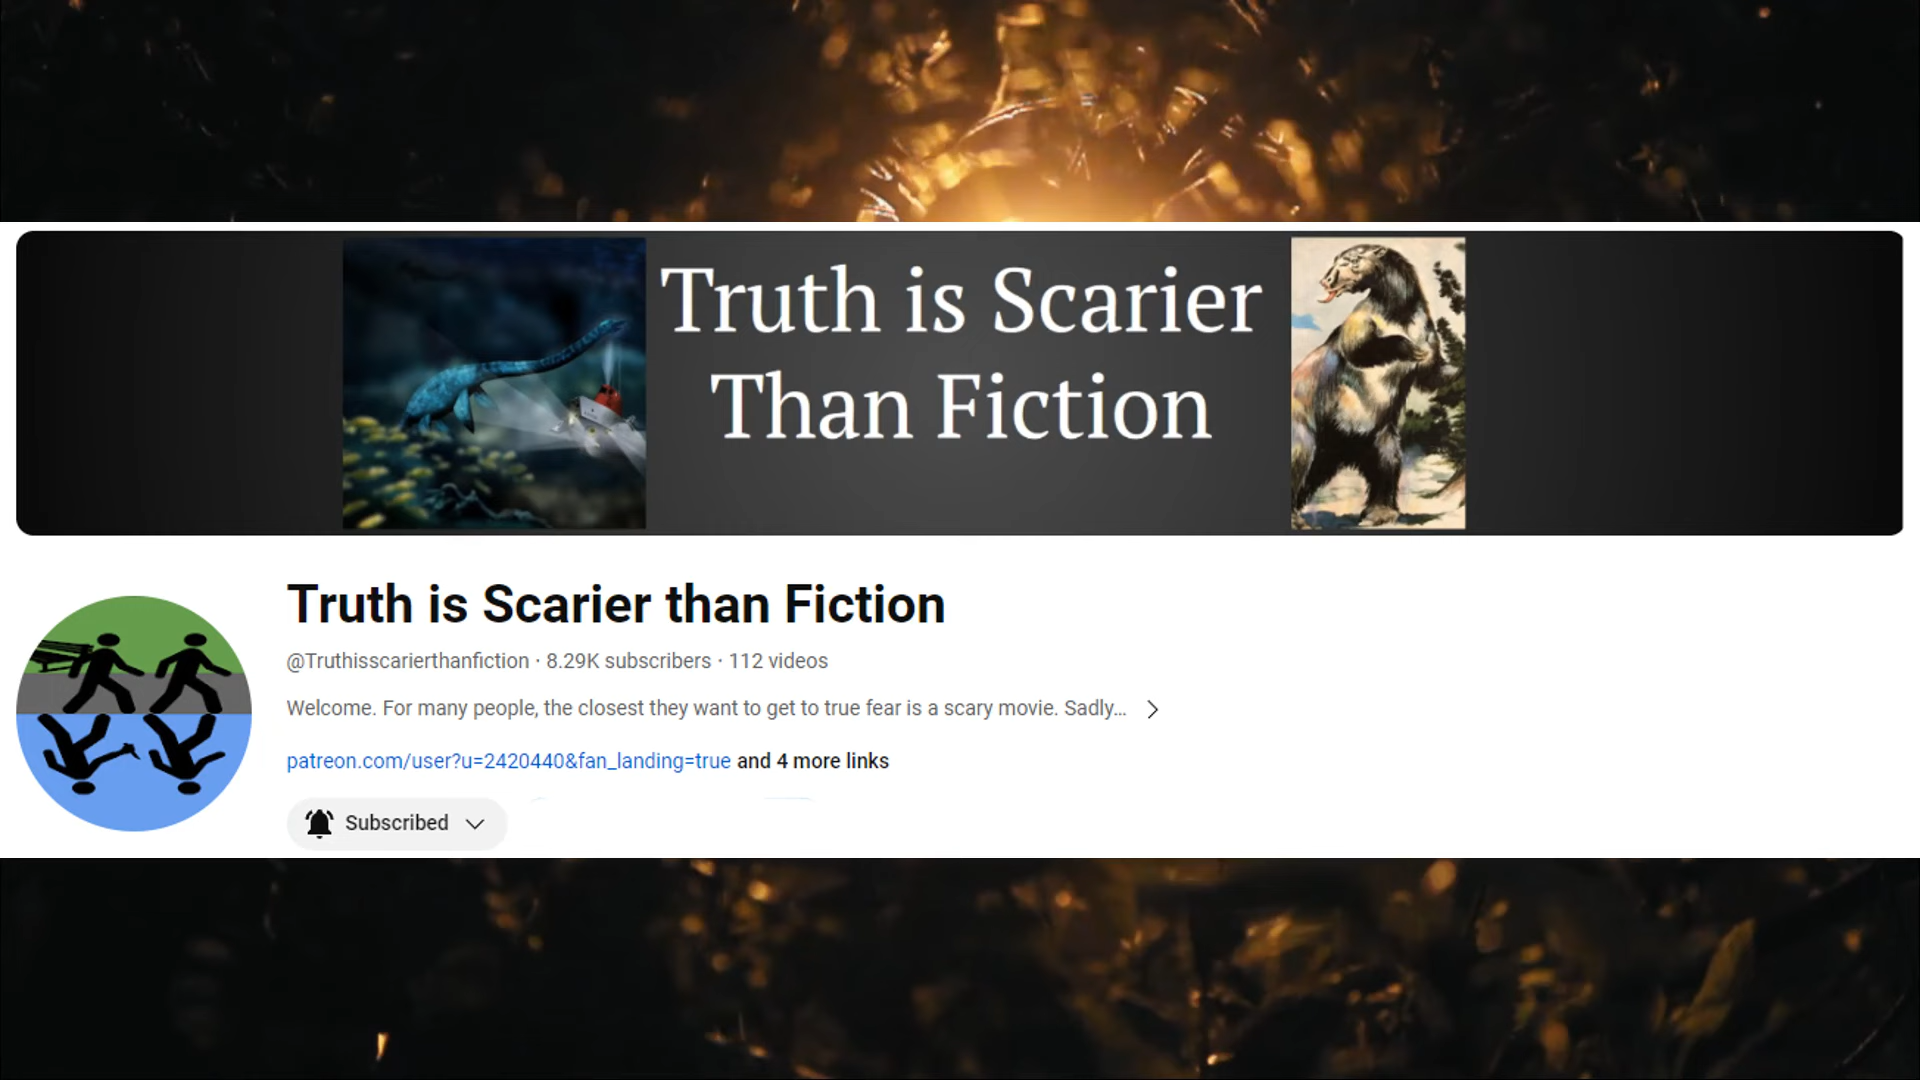 Truth is Scarier
Than Fiction
Truth is Scarier than Fiction
@Truthisscarierthanfiction · 8.29K subscribers · 112 videos
Welcome. For many people, the closest they want to get to true fear is a scary movie. Sadly...
patreon.com/user?u=2420440&fan_landing=true and 4 more links
Subscribed